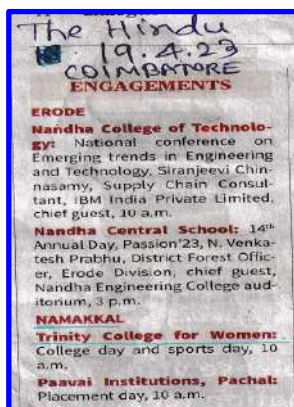 The Hindu
19.4.23
COIMBATORE
ENGAGEMENTS
ERODE
Nandha College of Technolo-
gy: National conference on
Emerging trends in Engineering
and Technology, Siranjeevi Chin-
nasamy, Supply Chain Consul-
tant, IBM India Private Limited,
chief guest, 10 a.m.
Nandha Central School: 14th
Annual Day, Passion'23, N. Venka-
tesh Prabhu, District Forest Offic-
er, Erode Division, chief guest,
Nandha Engineering College aud-
itorium, 3 p.m.
NAMAKKAL
Trinity College for Women:
College day and sports day, 10
a.m.
Paavai Institutions, Pachal:
Placement day, 10 a.m.